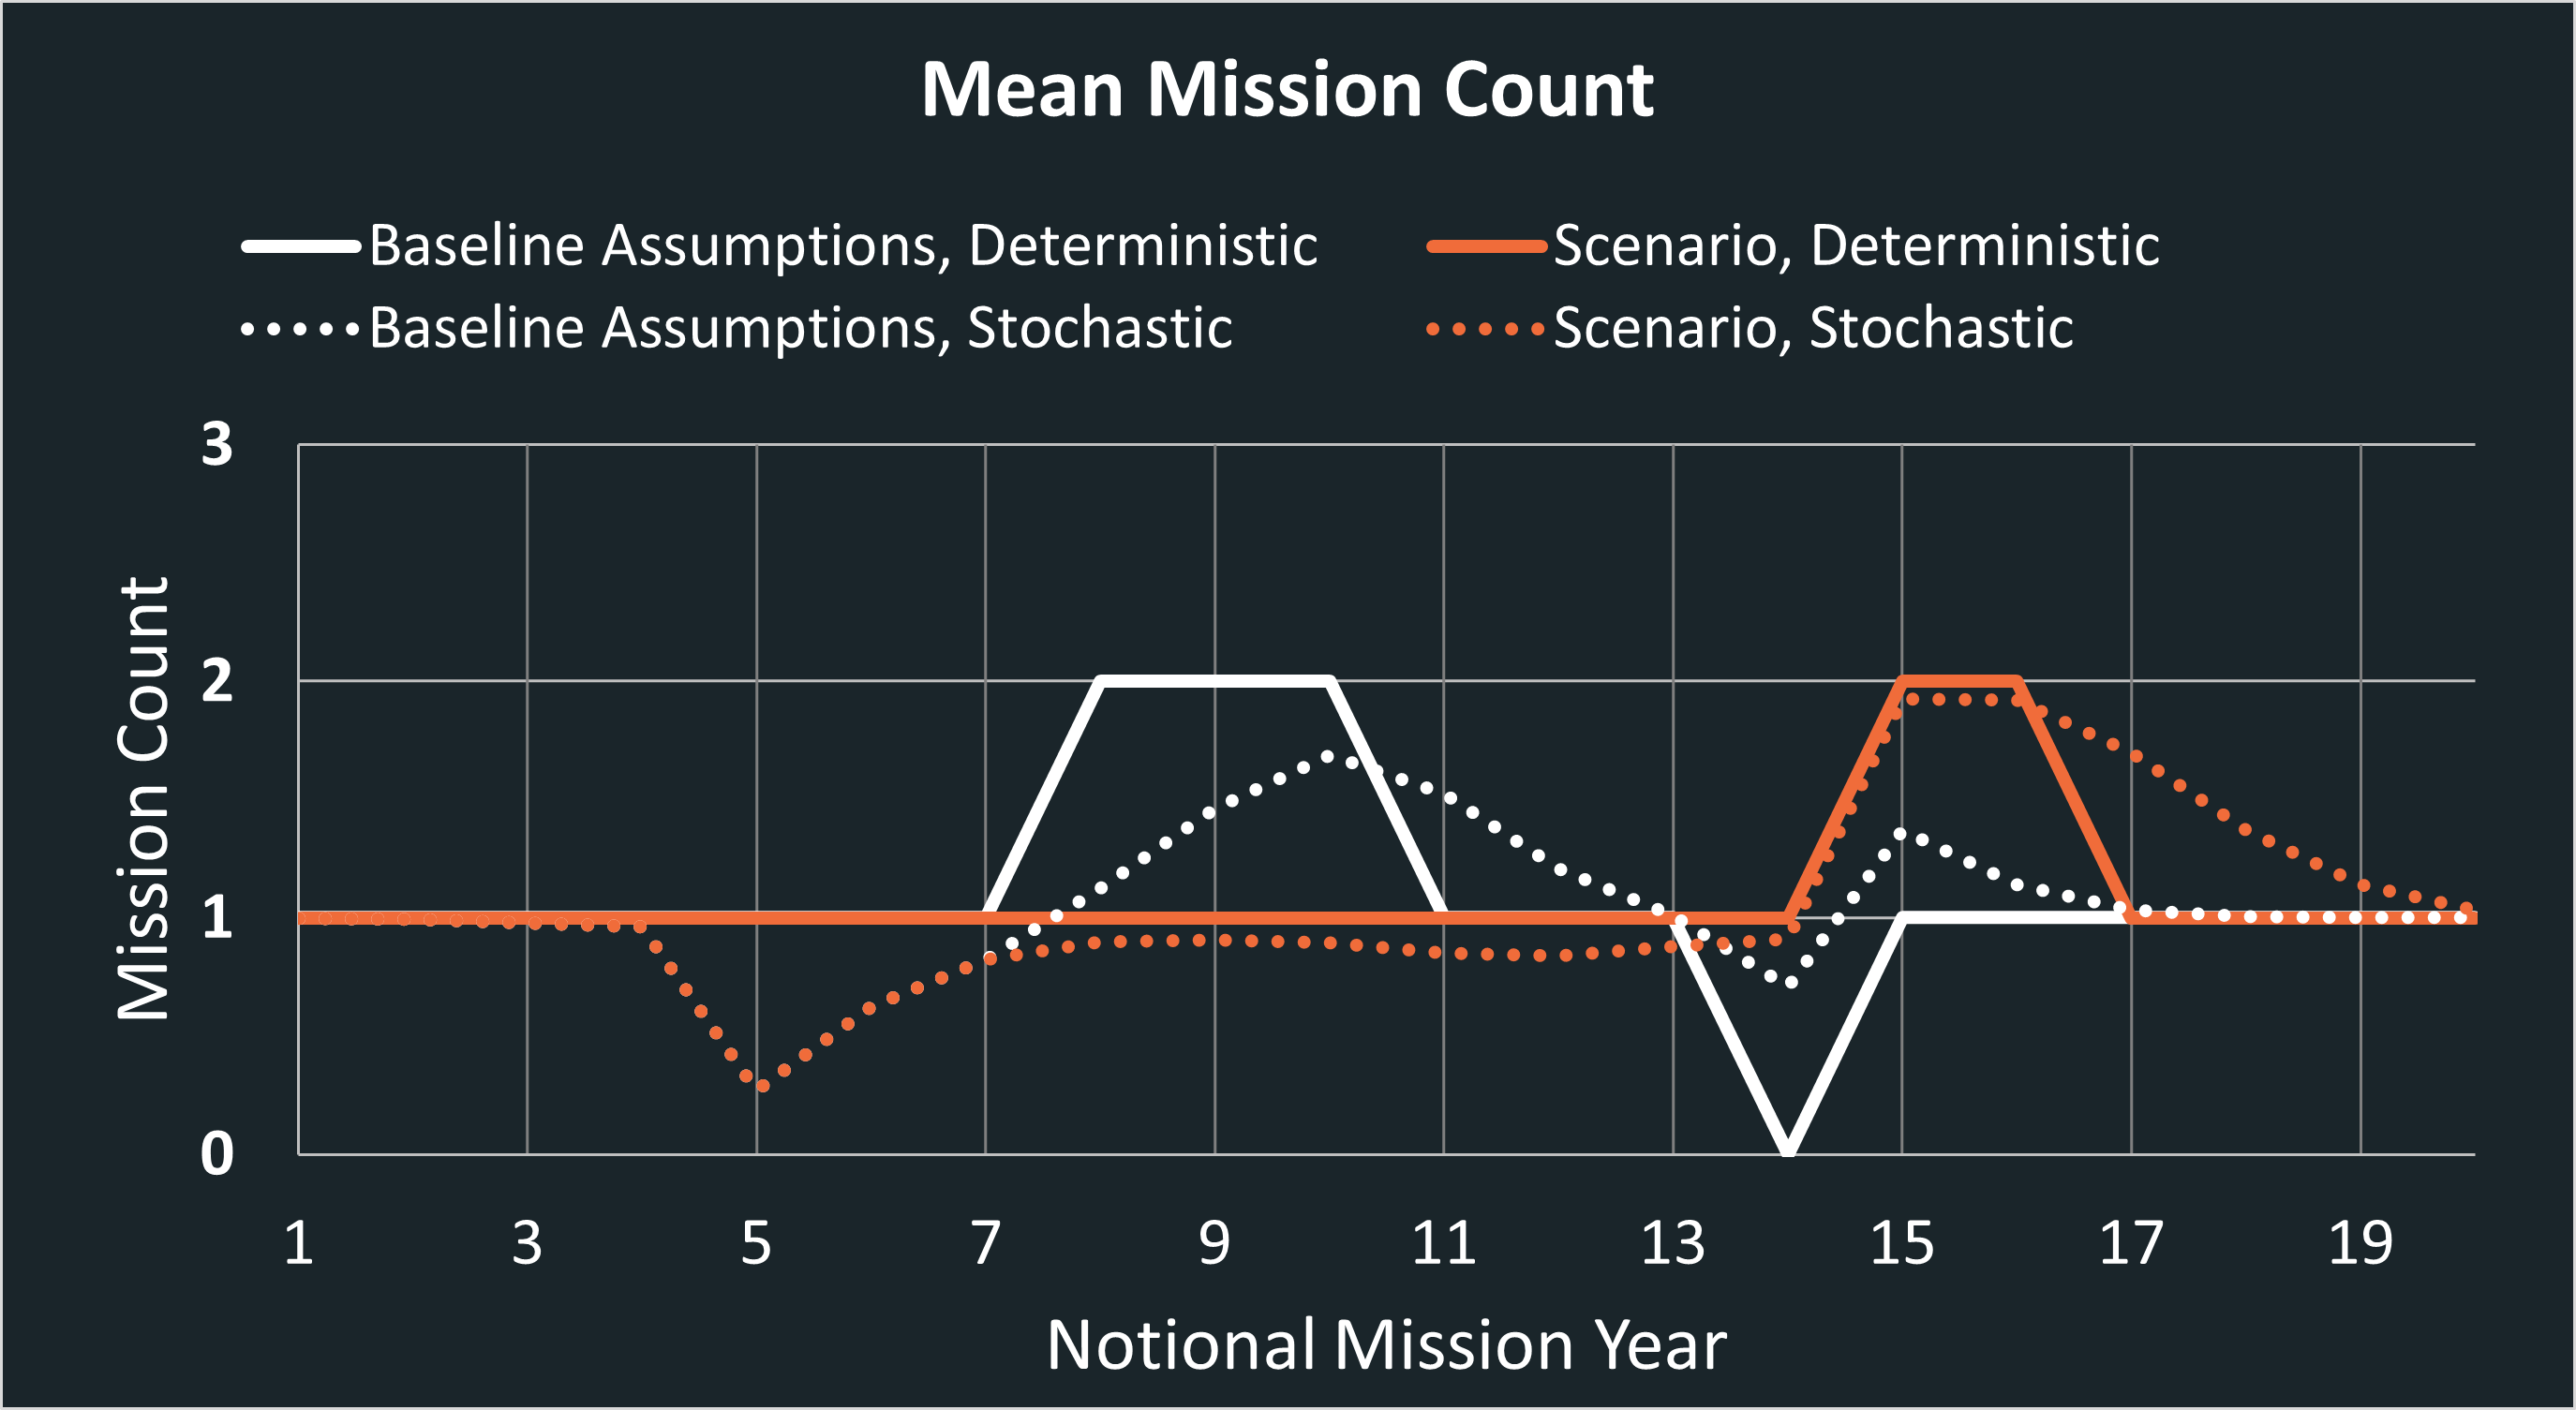 Mean Mission Count
Baseline Assumptions, Deterministic
Scenario, Deterministic
Baseline Assumptions, Stochastic
Scenario, Stochastic
Mission Count
3
2
1
0
1 3 5 7 9 11 13 15 17 19
Notional Mission Year